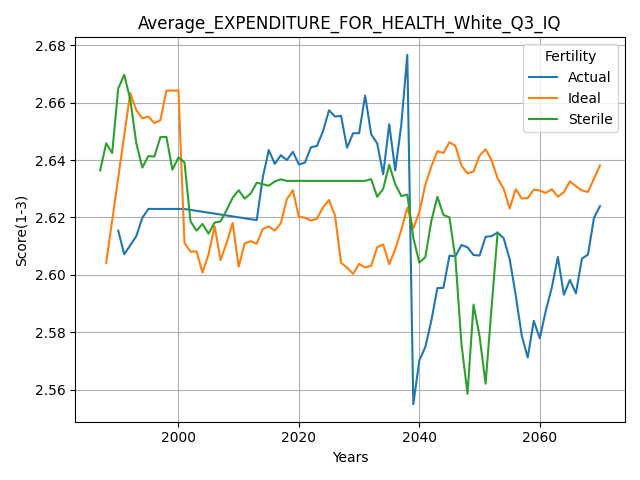 Average_EXPENDITURE_FOR_HEALTH_White_Q3_IQ
Fertility
Actual
Ideal
Sterile
Score(1-3)
2.68
2.66
2.64
2.62
2.60
2.58
2.56
2000
2020
2040
2060
Years